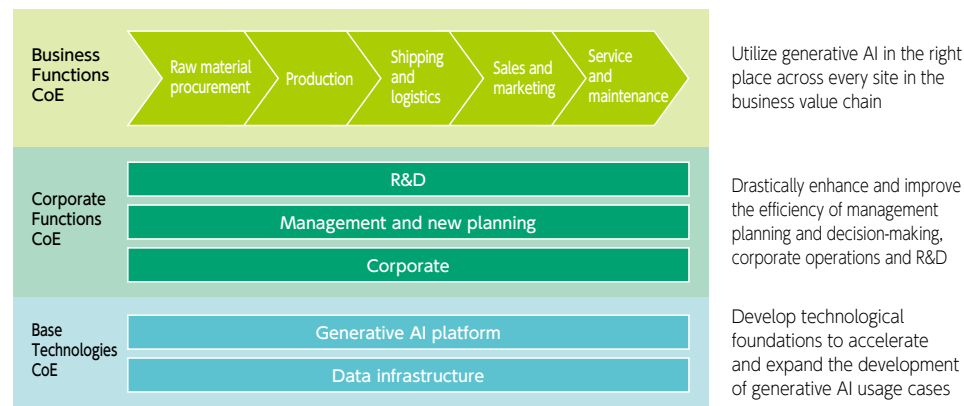 Business
Functions
CoE
Raw material
procurement
Production
Shipping
and
logistics
Sales and
marketing
Service
and
maintenance
Utilize generative AI in the right
place across every site in the
business value chain
Corporate
Functions
CoE
R&D
Management and new planning
Corporate
Drastically enhance and improve
the efficiency of management
planning and decision-making,
corporate operations and R&D
Base
Technologies
CoE
Generative AI platform
Data infrastructure
Develop technological
foundations to accelerate
and expand the development
of generative AI usage cases